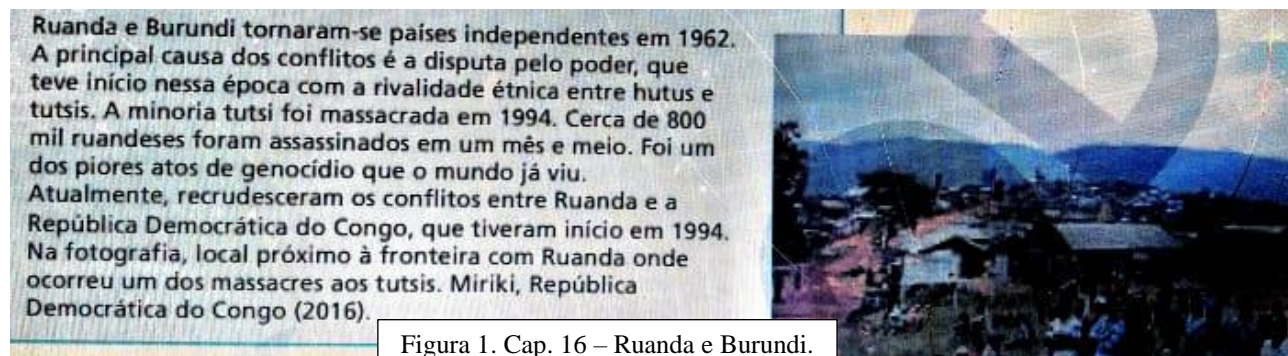 Ruanda e Burundi tornaram-se países independentes em 1962.
A principal causa dos conflitos é a disputa pelo poder, que
teve início nessa época com a rivalidade étnica entre hutus e
tutsis. A minoria tutsi foi massacrada em 1994. Cerca de 800
mil ruandeses foram assassinados em um mês e meio. Foi um
dos piores atos de genocídio que o mundo já viu.
Atualmente, recrudesceram os conflitos entre Ruanda e a
República Democrática do Congo, que tiveram início em 1994.
Na fotografia, local próximo à fronteira com Ruanda onde
ocorreu um dos massacres aos tutsis. Miriki, República
Democrática do Congo (2016).
Figura 1. Cap. 16 – Ruanda e Burundi.